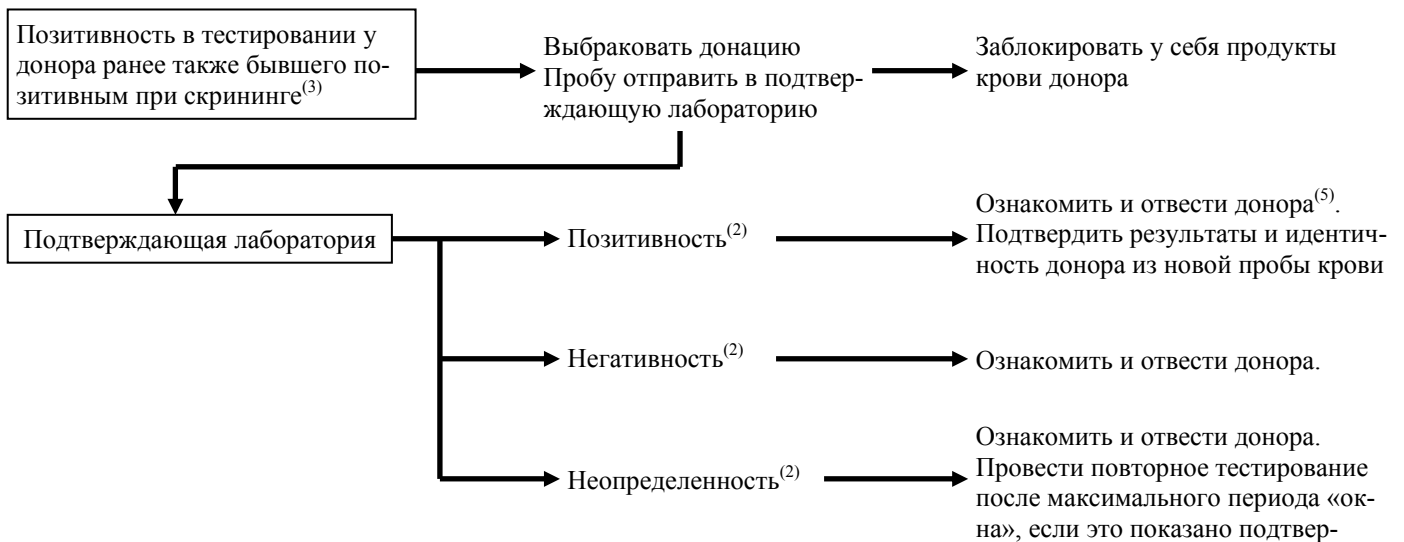 Позитивность в тестировании у
донора ранее также бывшего по-
зитивным при скрининге(3)
Выбраковать донацию
Пробу отправить в подтвер-
ждающую лабораторию
Заблокировать у себя продукты
крови донора
Подтверждающая лаборатория
Позитивность(2)
Ознакомить и отвести донора(5).
Подтвердить результаты и идентич-
ность донора из новой пробы крови
Негативность(2)
Ознакомить и отвести донора.
Неопределенность(2)
Ознакомить и отвести донора.
Провести повторное тестирование
после максимального периода «ок-
на», если это показано подтвер-